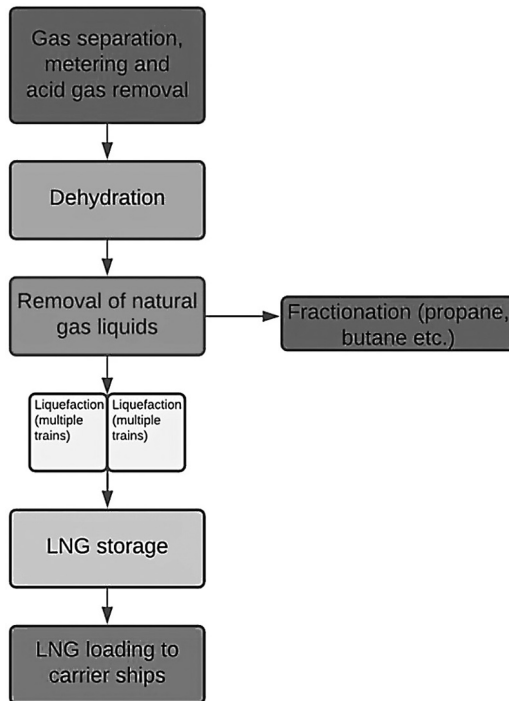 Gas separation,
metering and
acid gas removal
Dehydration
Removal of natural
gas liquids
Fractionation (propane,
butane etc.)
Liquefaction
(multiple
trains)
Liquefaction
(multiple
trains)
LNG storage
LNG loading to
carrier ships